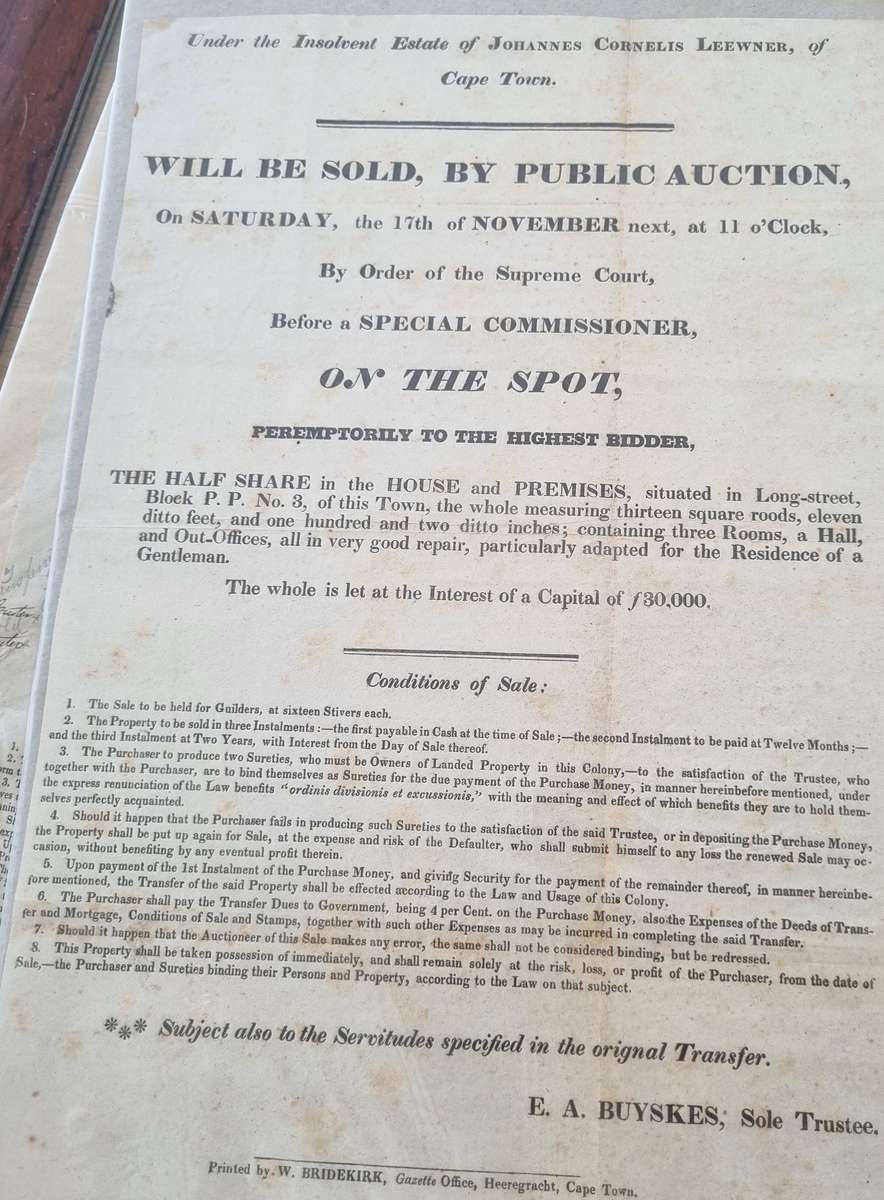 Under the Insolvent Estate of JOHANNES CORNELIS LEEWNER, of
Cape Town.
WILL BE SOLD, BY PUBLIC AUCTION,
On SATURDAY, the 17th of NOVEMBER next, at 11 o'Clock,
By Order of the Supreme Court,
Before a SPECIAL COMMISSIONER,
ON THE SPOT,
PEREMPTORILY TO THE HIGHEST BIDDER,
THE HALF SHARE in the HOUSE and PREMISES, situated in Long-street,
Block P. P. No. 3, of this Town, the whole measuring thirteen square roods, eleven
ditto feet, and one hundred and two ditto inches; containing three Rooms, a Hall,
and Out-Offices, all in very good repair, particularly adapted for the Residence of a
Gentleman.
The whole is let at the Interest of a Capital of ƒ30,000.
Conditions of Sale:
1. The Sale to be held for Guilders, at sixteen Stivers each.
2. The Property to be sold in three Instalments:—the first payable in Cash at the time of Sale;—the second Instalment to be paid at Twelve Months;—
and the third Instalment at Two Years, with Interest from the Day of Sale thereof.
3. The Purchaser to produce two Sureties, who must be Owners of Landed Property in this Colony,—to the satisfaction of the Trustee, who
together with the Purchaser, are to bind themselves as Sureties for the due payment of the Purchase Money, in manner hereinbefore mentioned, under
the express renunciation of the Law benefits "ordinis divisionis et excussionis," with the meaning and effect of which benefits they are to hold them-
selves perfectly acquainted.
4. Should it happen that the Purchaser fails in producing such Sureties to the satisfaction of the said Trustee, or in depositing the Purchase Money,
the Property shall be put up again for Sale, at the expense and risk of the Defaulter, who shall submit himself to any loss the renewed Sale may oc-
casion, without benefiting by any eventual profit therein.
5. Upon payment of the 1st Instalment of the Purchase Money, and giving Security for the payment of the remainder thereof, in manner hereinbe-
fore mentioned, the Transfer of the said Property shall be effected according to the Law and Usage of this Colony.
6. The Purchaser shall pay the Transfer Dues to Government, being 4 per Cent. on the Purchase Money, also the Expenses of the Deeds of Trans-
fer and Mortgage, Conditions of Sale and Stamps, together with such other Expenses as may be incurred in completing the said Transfer.
7. Should it happen that the Auctioneer of this Sale makes any error, the same shall not be considered binding, but be redressed.
8. This Property shall be taken possession of immediately, and shall remain solely at the risk, loss, or profit of the Purchaser, from the date of
Sale,—the Purchaser and Sureties binding their Persons and Property, according to the Law on that subject.
*** Subject also to the Servitudes specified in the orignal Transfer.
E. A. BUYSKES, Sole Trustee.
Printed by W. BRIDEKIRK, Gazette Office, Heeregracht, Cape Town.